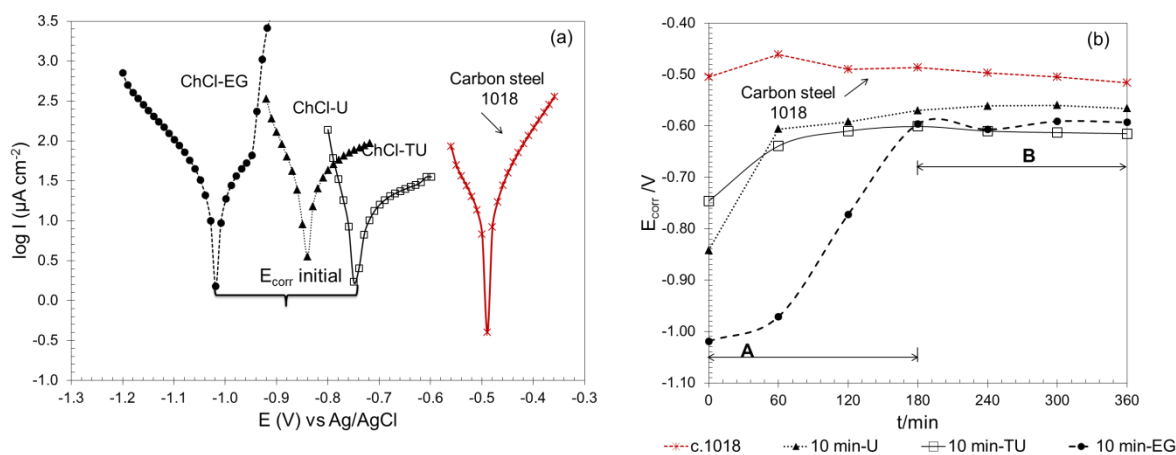 (a)
3.5
3.0
2.5
2.0
1.5
1.0
0.5
0.0
-0.5
-1.0
log I (µA cm-2)
ChCl-EG
ChCl-U
ChCl-TU
Carbon steel
1018
Ecorr initial
-1.3 -1.2 -1.1 -1.0 -0.9 -0.8 -0.7 -0.6 -0.5 -0.4 -0.3
E (V) vs Ag/AgCl
(b)
-0.40
-0.50
-0.60
-0.70
-0.80
-0.90
-1.00
-1.10
Ecorr /V
Carbon steel
1018
B
A
0 60 120 180 240 300 360
t/min
c.1018 10 min-U 10 min-TU 10 min-EG